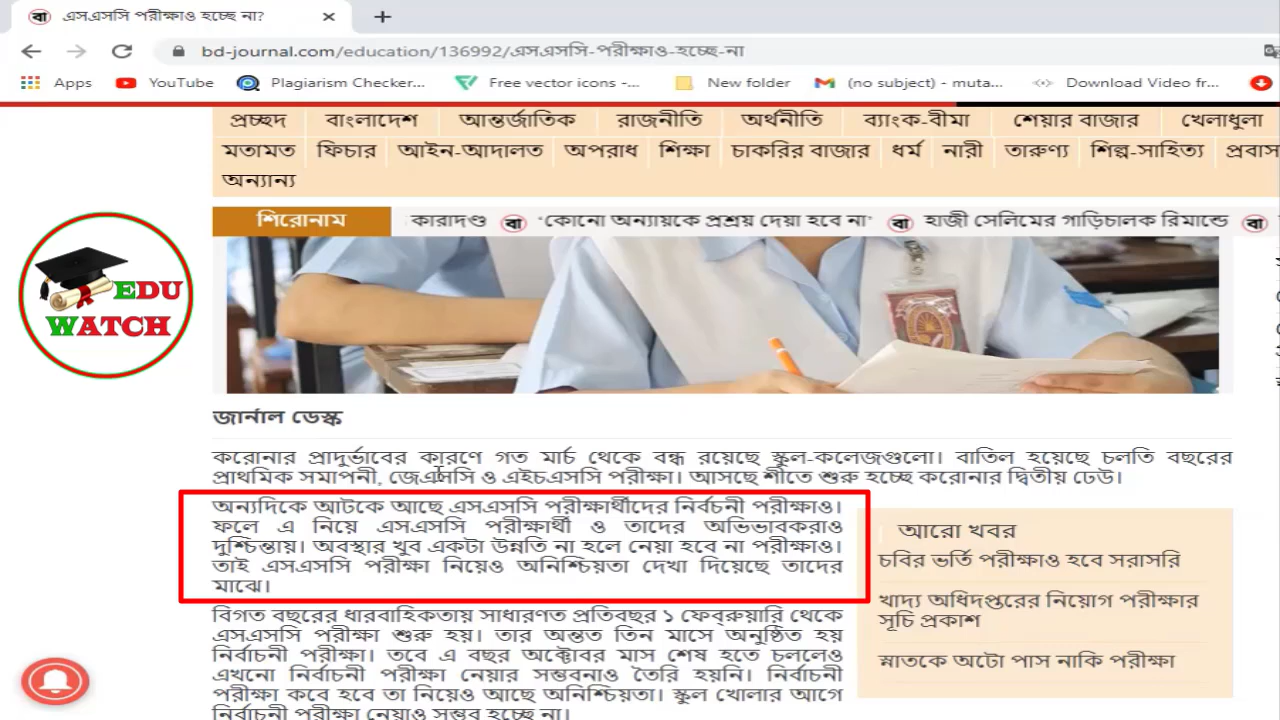 বা এসএসসি পরীক্ষাও হচ্ছে না?
bd-journal.com/education/136992/এসএসসি-পরীক্ষাও-হচ্ছে-না
Apps YouTube Plagiarism Checker... Free vector icons -... New folder (no subject) - muta... Download Video fr...
প্রচ্ছদ বাংলাদেশ আন্তর্জাতিক রাজনীতি অর্থনীতি ব্যাংক-বীমা শেয়ার বাজার খেলাধুলা
মতামত ফিচার আইন-আদালত অপরাধ শিক্ষা চাকরির বাজার ধর্ম নারী তারুণ্য শিল্প-সাহিত্য প্রবাস
অন্যান্য
শিরোনাম কারাদণ্ড বা 'কোনো অন্যায়কে প্রশ্রয় দেয়া হবে না' বা হাজী সেলিমের গাড়িচালক রিমান্ডে বা
EDU
WATCH
জার্নাল ডেস্ক
করোনার প্রাদুর্ভাবের কারণে গত মার্চ থেকে বন্ধ রয়েছে স্কুল-কলেজগুলো। বাতিল হয়েছে চলতি বছরের
প্রাথমিক সমাপনী, জেএসসি ও এইচএসসি পরীক্ষা। আসছে শীতে শুরু হচ্ছে করোনার দ্বিতীয় ঢেউ।
অন্যদিকে আটকে আছে এসএসসি পরীক্ষার্থীদের নির্বচনী পরীক্ষাও।
ফলে এ নিয়ে এসএসসি পরীক্ষার্থী ও তাদের অভিভাবকরাও
দুশ্চিন্তায়। অবস্থার খুব একটা উন্নতি না হলে নেয়া হবে না পরীক্ষাও।
তাই এসএসসি পরীক্ষা নিয়েও অনিশ্চিয়তা দেখা দিয়েছে তাদের
মাঝে।
বিগত বছরের ধারবাহিকতায় সাধারণত প্রতিবছর ১ ফেব্রুয়ারি থেকে
এসএসসি পরীক্ষা শুরু হয়। তার অন্তত তিন মাসে অনুষ্ঠিত হয়
নির্বাচনী পরীক্ষা। তবে এ বছর অক্টোবর মাস শেষ হতে চললেও
এখনো নির্বাচনী পরীক্ষা নেয়ার সম্ভবনাও তৈরি হয়নি। নির্বাচনী
পরীক্ষা কবে হবে তা নিয়েও আছে অনিশ্চিয়তা। স্কুল খোলার আগে
নির্বাচনী পরীক্ষা নেয়াও সম্ভব হচ্ছে না।
আরো খবর
চবির ভর্তি পরীক্ষাও হবে সরাসরি
খাদ্য অধিদপ্তরের নিয়োগ পরীক্ষার
সূচি প্রকাশ
স্নাতকে অটো পাস নাকি পরীক্ষা